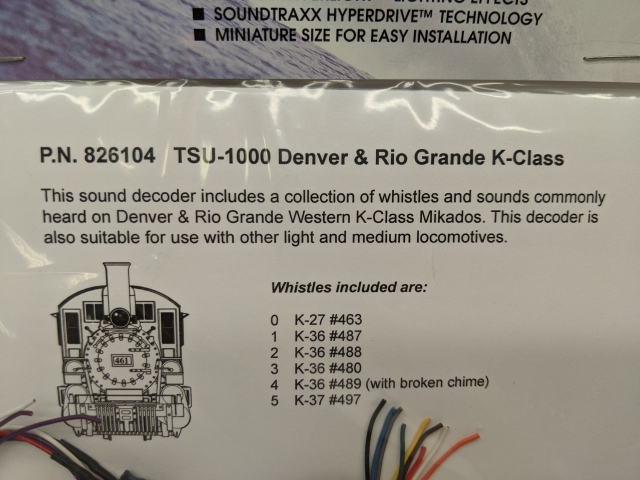 LIGHTING EFFECTS
■ SOUNDTRAXX HYPERDRIVE™ TECHNOLOGY
■ MINIATURE SIZE FOR EASY INSTALLATION
P.N. 826104 TSU-1000 Denver & Rio Grande K-Class
This sound decoder includes a collection of whistles and sounds commonly
heard on Denver & Rio Grande Western K-Class Mikados. This decoder is
also suitable for use with other light and medium locomotives.
Whistles included are:
0 K-27 #463
1 K-36 #487
2 K-36 #488
3 K-36 #480
4 K-36 #489 (with broken chime)
5 K-37 #497
461